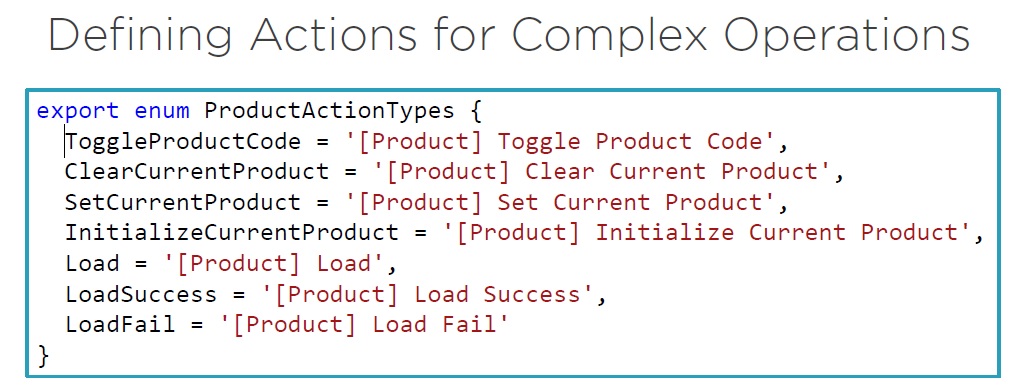 Defining Actions for Complex Operations
export enum ProductActionTypes {
ToggleProductCode = '[Product] Toggle Product Code',
ClearCurrentProduct = '[Product] Clear Current Product',
SetCurrentProduct = '[Product] Set Current Product',
InitializeCurrentProduct = '[Product] Initialize Current Product',
Load = '[Product] Load',
LoadSuccess = '[Product] Load Success',
LoadFail = '[Product] Load Fail'
}